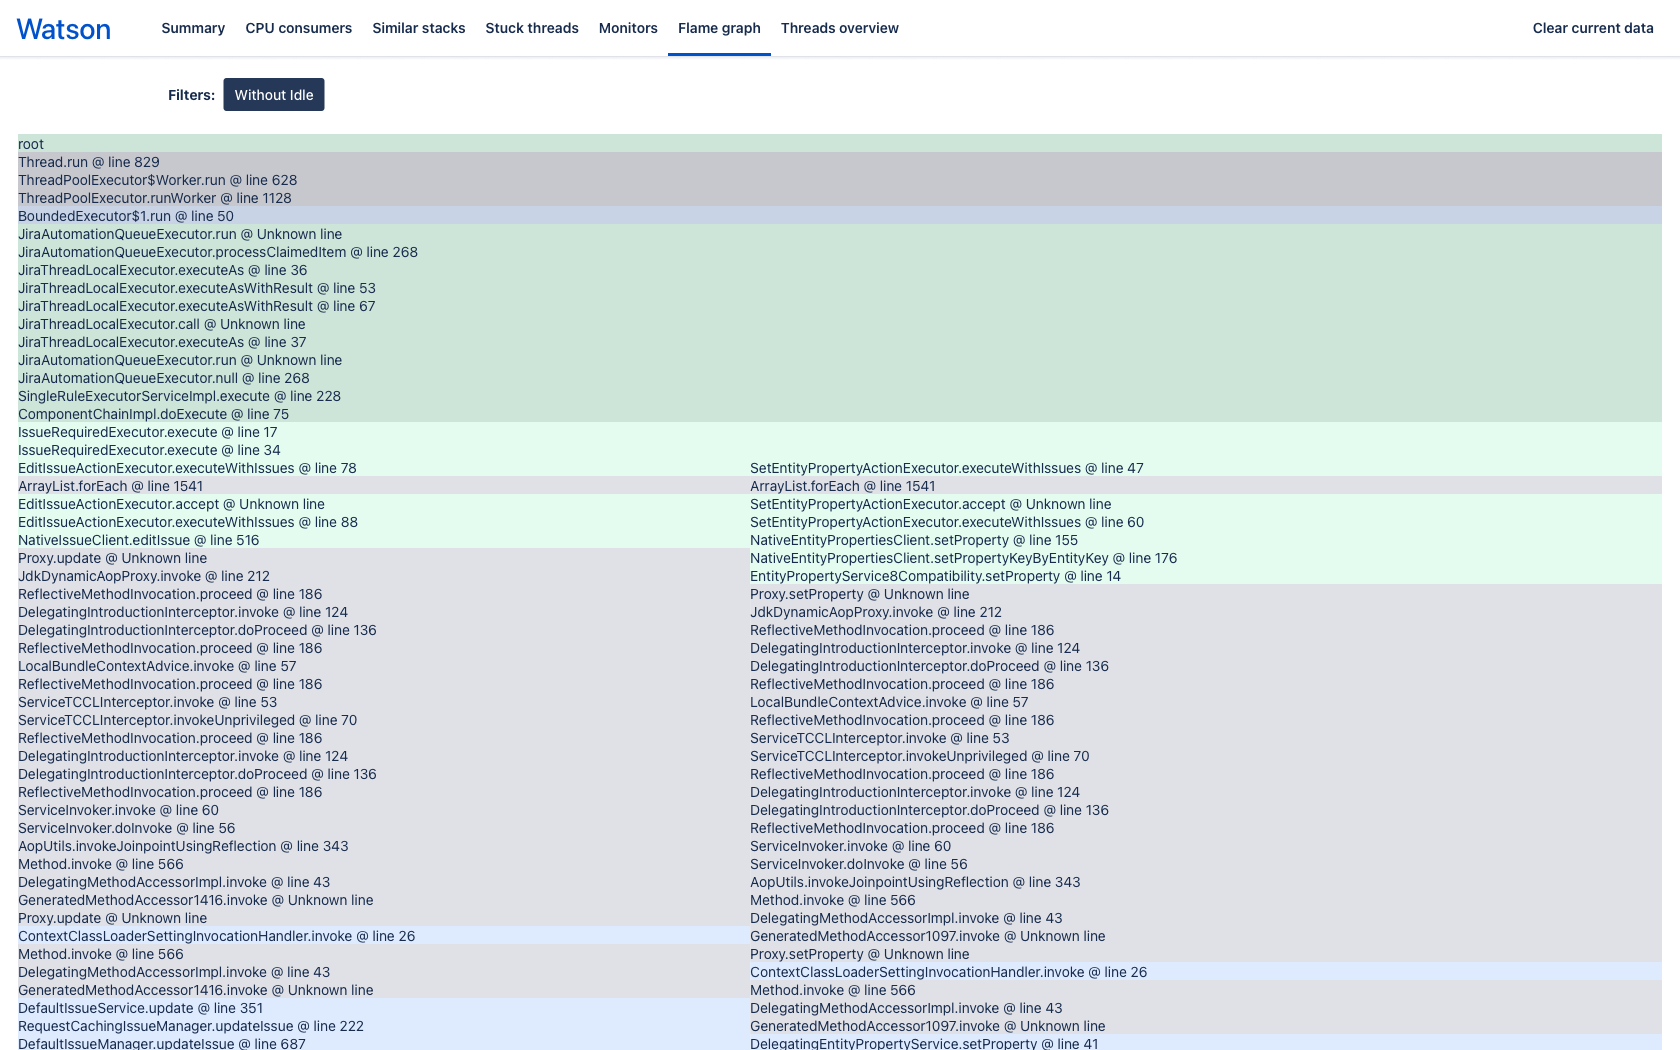 Watson Summary CPU consumers Similar stacks Stuck threads Monitors Flame graph Threads overview Clear current data
Filters: Without Idle
root
Thread.run @ line 829
ThreadPoolExecutor$Worker.run @ line 628
ThreadPoolExecutor.runWorker @ line 1128
BoundedExecutor$1.run @ line 50
JiraAutomationQueueExecutor.run @ Unknown line
JiraAutomationQueueExecutor.processClaimedItem @ line 268
JiraThreadLocalExecutor.executeAs @ line 36
JiraThreadLocalExecutor.executeAsWithResult @ line 53
JiraThreadLocalExecutor.executeAsWithResult @ line 67
JiraThreadLocalExecutor.call @ Unknown line
JiraThreadLocalExecutor.executeAs @ line 37
JiraAutomationQueueExecutor.run @ Unknown line
JiraAutomationQueueExecutor.null @ line 268
SingleRuleExecutorServiceImpl.execute @ line 228
ComponentChainImpl.doExecute @ line 75
IssueRequiredExecutor.execute @ line 17
IssueRequiredExecutor.execute @ line 34
EditIssueActionExecutor.executeWithIssues @ line 78
ArrayList.forEach @ line 1541
EditIssueActionExecutor.accept @ Unknown line
EditIssueActionExecutor.executeWithIssues @ line 88
NativeIssueClient.editIssue @ line 516
Proxy.update @ Unknown line
JdkDynamicAopProxy.invoke @ line 212
ReflectiveMethodInvocation.proceed @ line 186
DelegatingIntroductionInterceptor.invoke @ line 124
DelegatingIntroductionInterceptor.doProceed @ line 136
ReflectiveMethodInvocation.proceed @ line 186
LocalBundleContextAdvice.invoke @ line 57
ReflectiveMethodInvocation.proceed @ line 186
ServiceTCCLInterceptor.invoke @ line 53
ServiceTCCLInterceptor.invokeUnprivileged @ line 70
ReflectiveMethodInvocation.proceed @ line 186
DelegatingIntroductionInterceptor.invoke @ line 124
DelegatingIntroductionInterceptor.doProceed @ line 136
ReflectiveMethodInvocation.proceed @ line 186
ServiceInvoker.invoke @ line 60
ServiceInvoker.doInvoke @ line 56
AopUtils.invokeJoinpointUsingReflection @ line 343
Method.invoke @ line 566
DelegatingMethodAccessorImpl.invoke @ line 43
GeneratedMethodAccessor1416.invoke @ Unknown line
Proxy.update @ Unknown line
ContextClassLoaderSettingInvocationHandler.invoke @ line 26
Method.invoke @ line 566
DelegatingMethodAccessorImpl.invoke @ line 43
GeneratedMethodAccessor1416.invoke @ Unknown line
DefaultIssueService.update @ line 351
RequestCachingIssueManager.updateIssue @ line 222
DefaultIssueManager.updateIssue @ line 687
SetEntityPropertyActionExecutor.executeWithIssues @ line 47
ArrayList.forEach @ line 1541
SetEntityPropertyActionExecutor.accept @ Unknown line
SetEntityPropertyActionExecutor.executeWithIssues @ line 60
NativeEntityPropertiesClient.setProperty @ line 155
NativeEntityPropertiesClient.setPropertyKeyByEntityKey @ line 176
EntityPropertyService8Compatibility.setProperty @ line 14
Proxy.setProperty @ Unknown line
JdkDynamicAopProxy.invoke @ line 212
ReflectiveMethodInvocation.proceed @ line 186
DelegatingIntroductionInterceptor.invoke @ line 124
DelegatingIntroductionInterceptor.doProceed @ line 136
ReflectiveMethodInvocation.proceed @ line 186
LocalBundleContextAdvice.invoke @ line 57
ReflectiveMethodInvocation.proceed @ line 186
ServiceTCCLInterceptor.invoke @ line 53
ServiceTCCLInterceptor.invokeUnprivileged @ line 70
ReflectiveMethodInvocation.proceed @ line 186
DelegatingIntroductionInterceptor.invoke @ line 124
DelegatingIntroductionInterceptor.doProceed @ line 136
ReflectiveMethodInvocation.proceed @ line 186
ServiceInvoker.invoke @ line 60
ServiceInvoker.doInvoke @ line 56
AopUtils.invokeJoinpointUsingReflection @ line 343
Method.invoke @ line 566
DelegatingMethodAccessorImpl.invoke @ line 43
GeneratedMethodAccessor1097.invoke @ Unknown line
Proxy.setProperty @ Unknown line
ContextClassLoaderSettingInvocationHandler.invoke @ line 26
Method.invoke @ line 566
DelegatingMethodAccessorImpl.invoke @ line 43
GeneratedMethodAccessor1097.invoke @ Unknown line
DelegatingEntityPropertyService.setProperty @ line 41